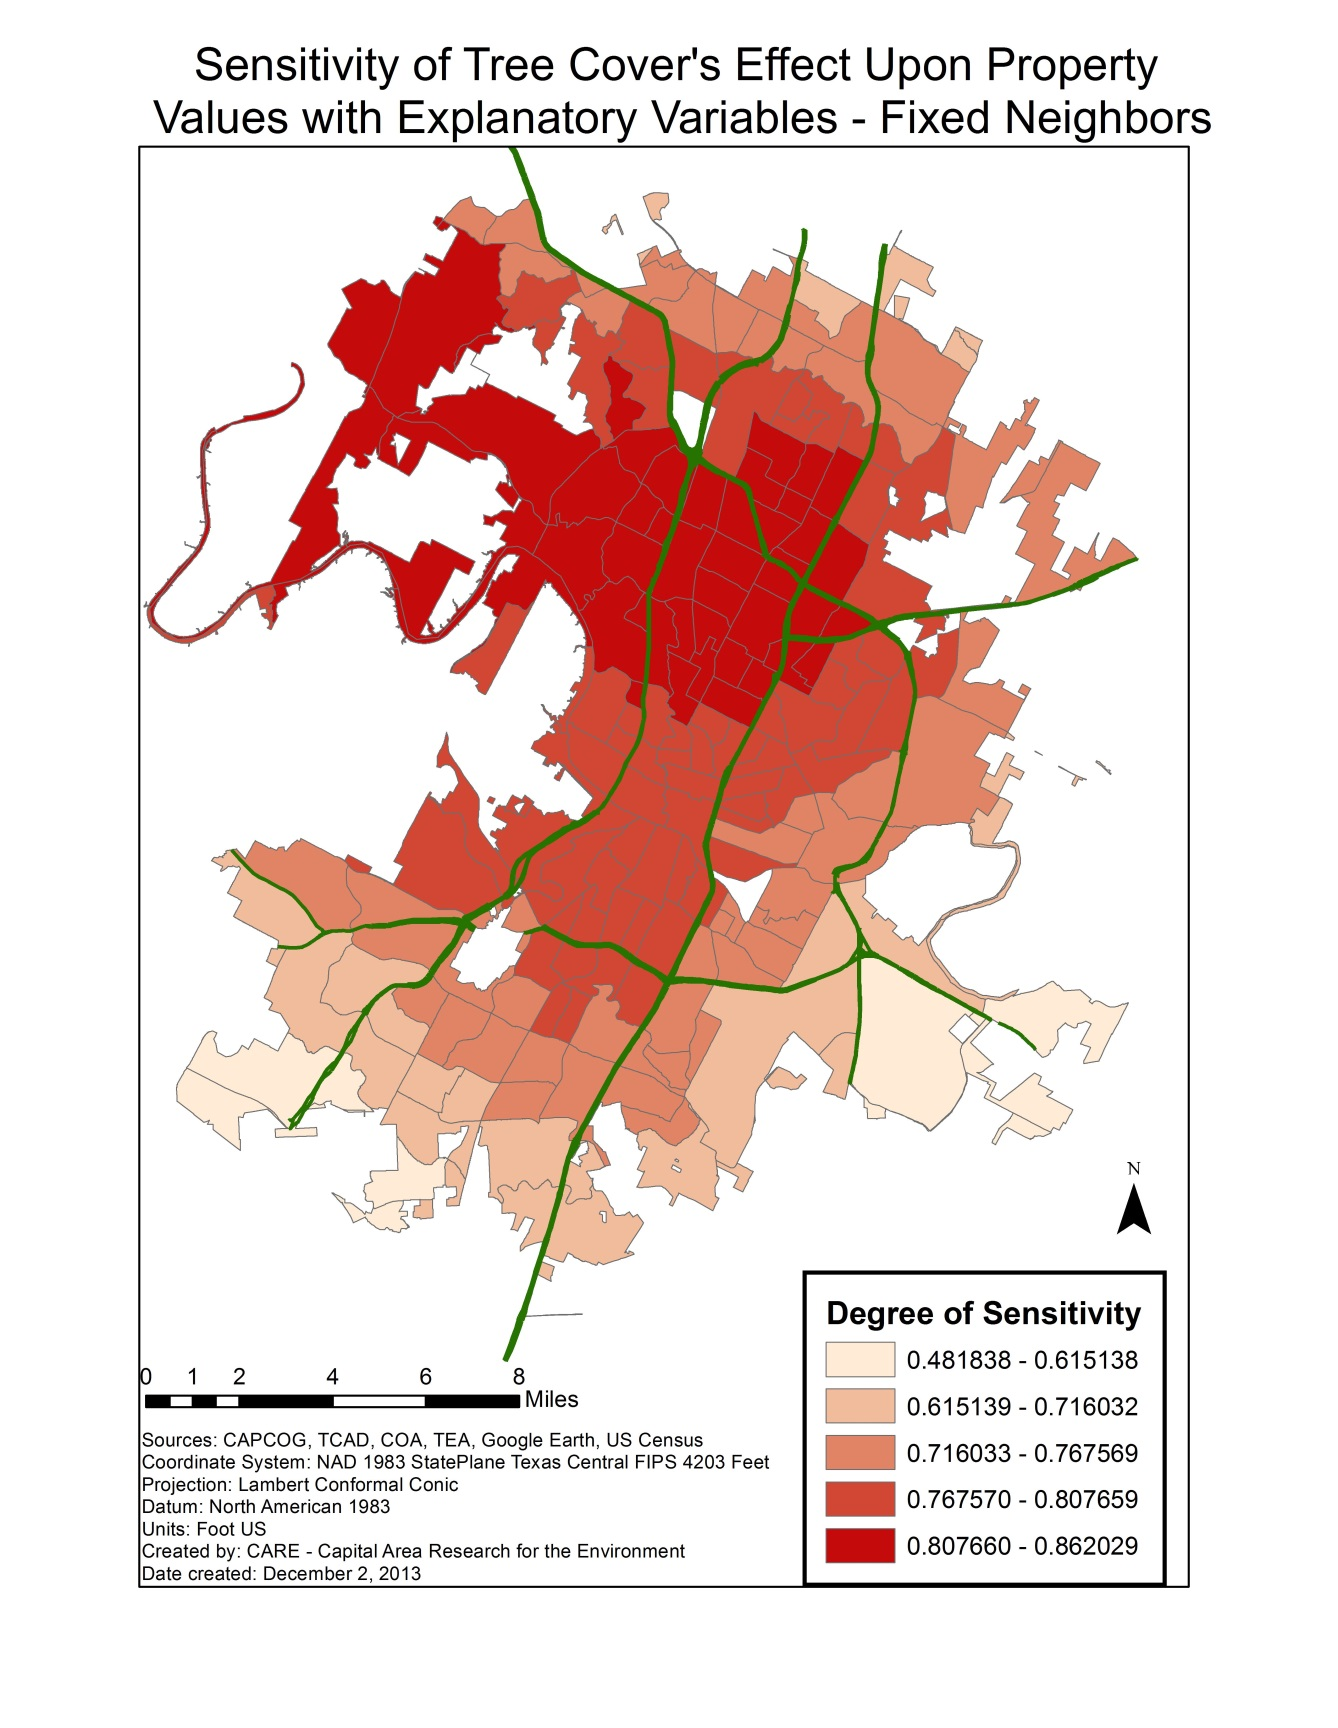 Sensitivity of Tree Cover's Effect Upon Property
Values with Explanatory Variables - Fixed Neighbors
N
Degree of Sensitivity
0.481838 - 0.615138
0.615139 - 0.716032
0.716033 - 0.767569
0.767570 - 0.807659
0.807660 - 0.862029
0 1 2 4 6 8
Miles
Sources: CAPCOG, TCAD, COA, TEA, Google Earth, US Census
Coordinate System: NAD 1983 StatePlane Texas Central FIPS 4203 Feet
Projection: Lambert Conformal Conic
Datum: North American 1983
Units: Foot US
Created by: CARE - Capital Area Research for the Environment
Date created: December 2, 2013